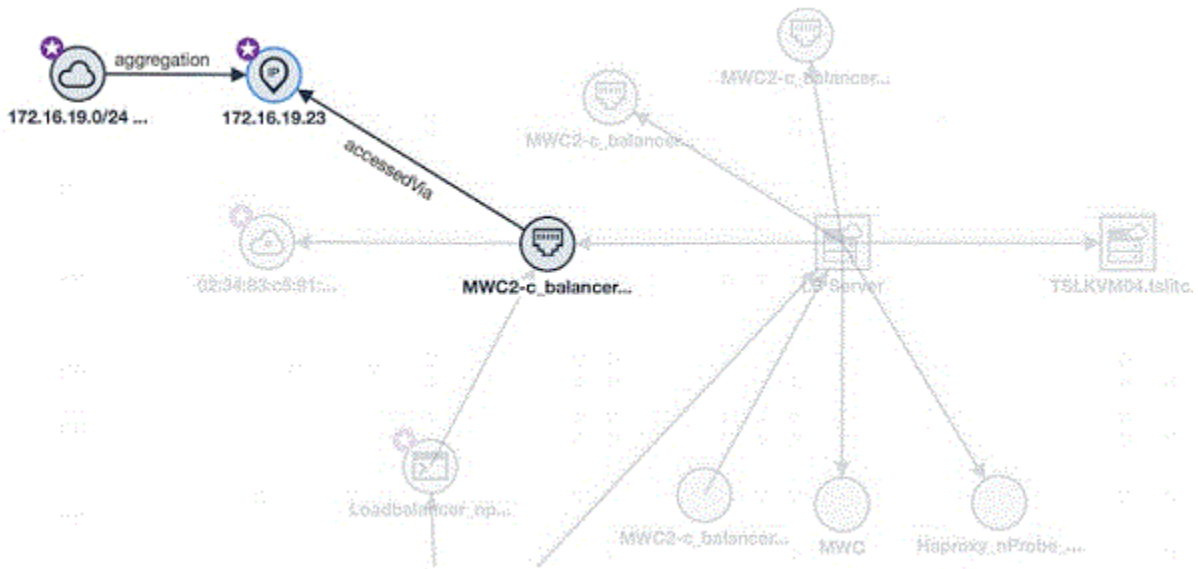 MWC2-c_balancer...
aggregation
IP
172.16.19.0/24 ...
172.16.19.23
MWC2-c_balancer...
accessedVia
02:34:83:c5:91:...
MWC2-c_balancer...
LB Server
TSLKVM04.tslitc.
Loadbalancer_np...
MWC2-c_balancer...
MWC
Haproxy_nProbe_...